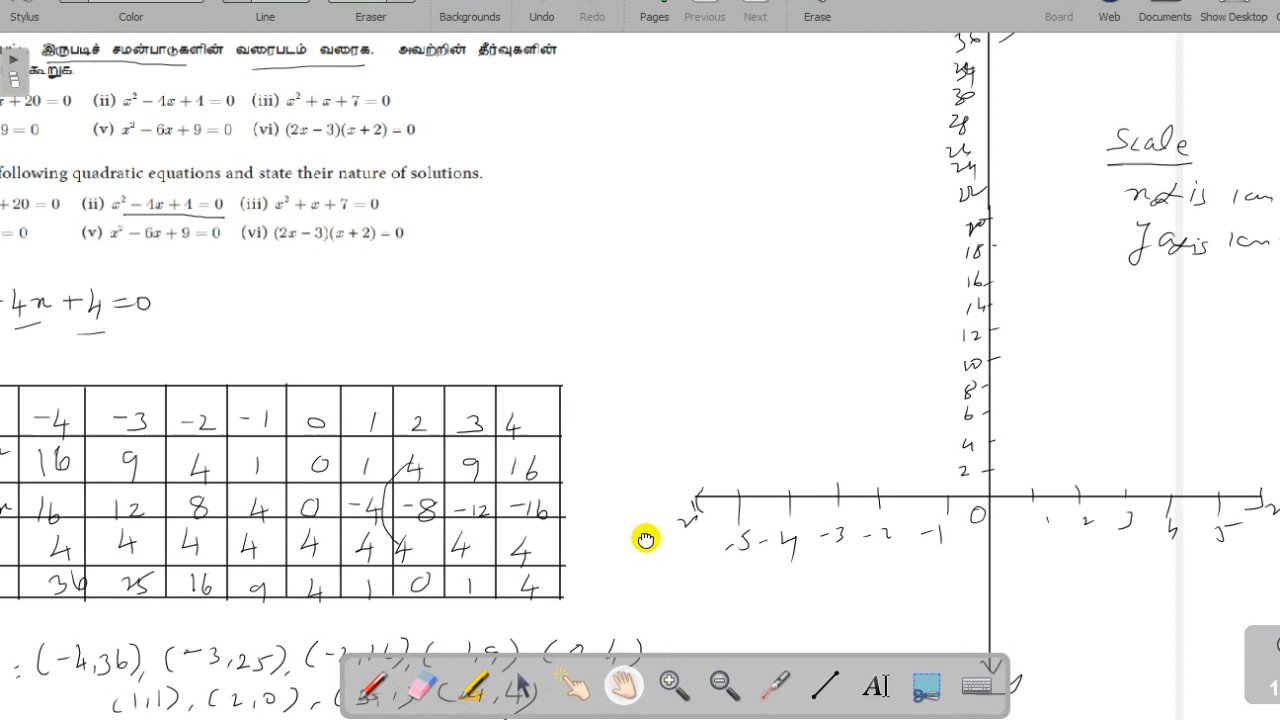 Stylus Color Line Eraser Backgrounds Undo Redo Pages Previous Next Erase Board Web Documents Show Desktop
இருபடிச் சமன்பாடுகளின் வரைபடம் வரைக. அவற்றின் தீர்வுகளின்
கூறுக.
x + 20 = 0 (ii) x² − 4x + 4 = 0 (iii) x² + x + 7 = 0
9 = 0 (v) x² − 6x + 9 = 0 (vi) (2x − 3)(x + 2) = 0
following quadratic equations and state their nature of solutions.
+ 20 = 0 (ii) x² − 4x + 4 = 0 (iii) x² + x + 7 = 0
= 0 (v) x² − 6x + 9 = 0 (vi) (2x − 3)(x + 2) = 0
-4x + 4 = 0
-4 -3 -2 -1 0 1 2 3 4
16 9 4 1 0 1 4 9 16
x 16 12 8 4 0 -4 -8 -12 -16
4 4 4 4 4 4 4 4 4
36 25 16 9 4 1 0 1 4
: (-4,36), (-3,25),
(1,1), (2,0),
36
34
30
28
26
24
22
20
18
16
14
12
10
8
6
4
2
-5 -4 -3 -2 -1 0 1 2 3 4 5
Scale
x axis 1cm
y axis 1cm
AI